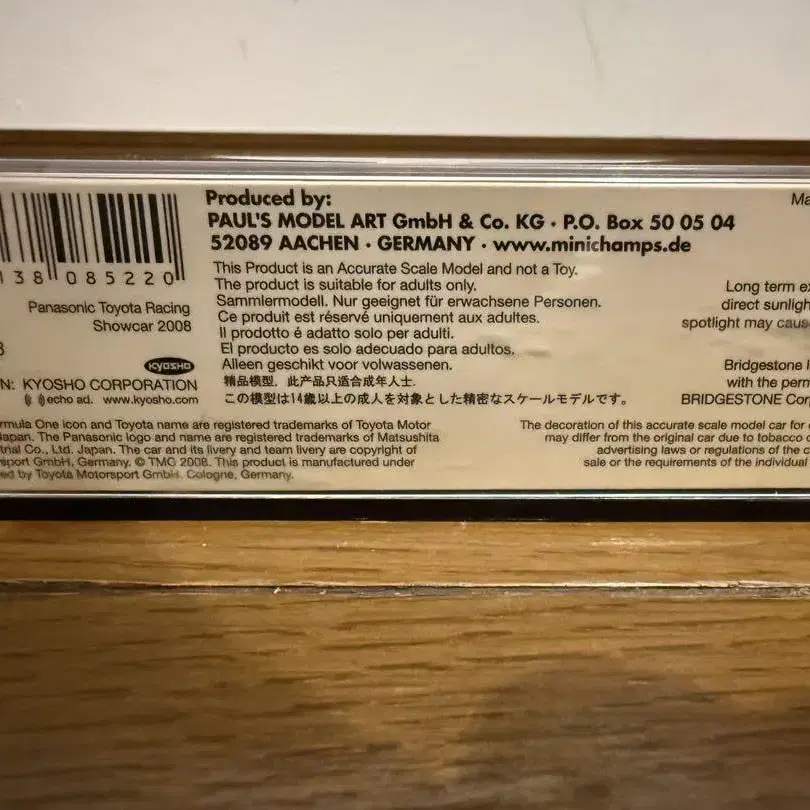 138 085220
Panasonic Toyota Racing
Showcar 2008
KYOSHO
N: KYOSHO CORPORATION
echo ad. www.kyosho.com
Produced by:
PAUL'S MODEL ART GmbH & Co. KG · P.O. Box 50 05 04
52089 AACHEN · GERMANY · www.minichamps.de
This Product is an Accurate Scale Model and not a Toy.
The product is suitable for adults only.
Sammlermodell. Nur geeignet für erwachsene Personen.
Ce produit est réservé uniquement aux adultes.
Il prodotto é adatto solo per adulti.
El producto es solo adecuado para adultos.
Alleen geschikt voor volwassenen.
精品模型，此产品只适合成年人士.
この模型は14歳以上の成人を対象とした精密なスケールモデルです。
Ma
Long term ex
direct sunligh
spotlight may caus
Bridgestone l
with the perm
BRIDGESTONE Corp
rmula One icon and Toyota name are registered trademarks of Toyota Motor
Japan. The Panasonic logo and name are registered trademarks of Matsushita
trial Co., Ltd. Japan. The car and its livery and team livery are copyright of
sport GmbH, Germany. © TMG 2008. This product is manufactured under
ed by Toyota Motorsport GmbH. Cologne, Germany.
The decoration of this accurate scale model car for
may differ from the original car due to tobacco
advertising laws or regulations of the c
sale or the requirements of the individual